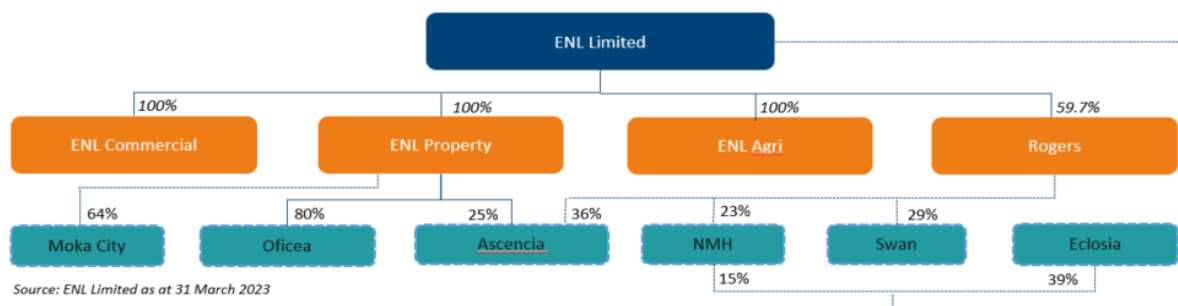 ENL Limited
100%
100%
100%
59.7%
ENL Commercial
ENL Property
ENL Agri
Rogers
64%
80%
25%
36%
23%
29%
Moka City
Oficea
Ascencia
NMH
Swan
Eclosia
15%
39%
Source: ENL Limited as at 31 March 2023